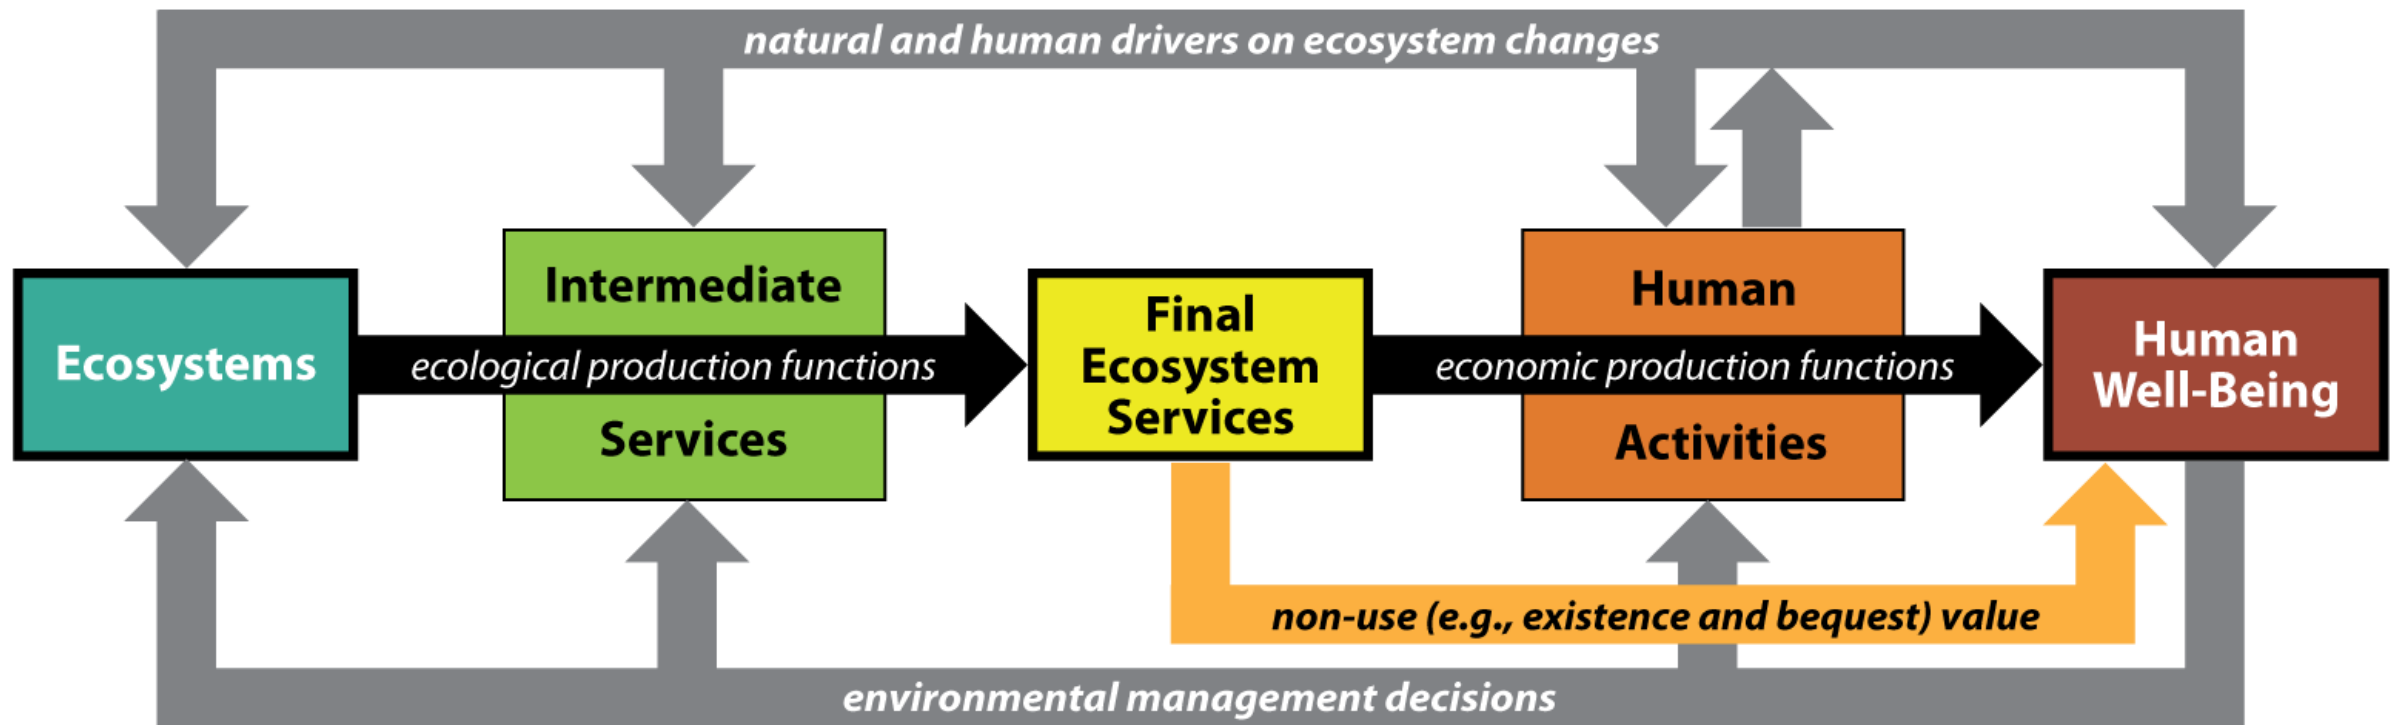 natural and human drivers on ecosystem changes
Ecosystems
Intermediate
ecological production functions
Services
Final
Ecosystem
Services
Human
economic production functions
Activities
Human
Well-Being
non-use (e.g., existence and bequest) value
environmental management decisions